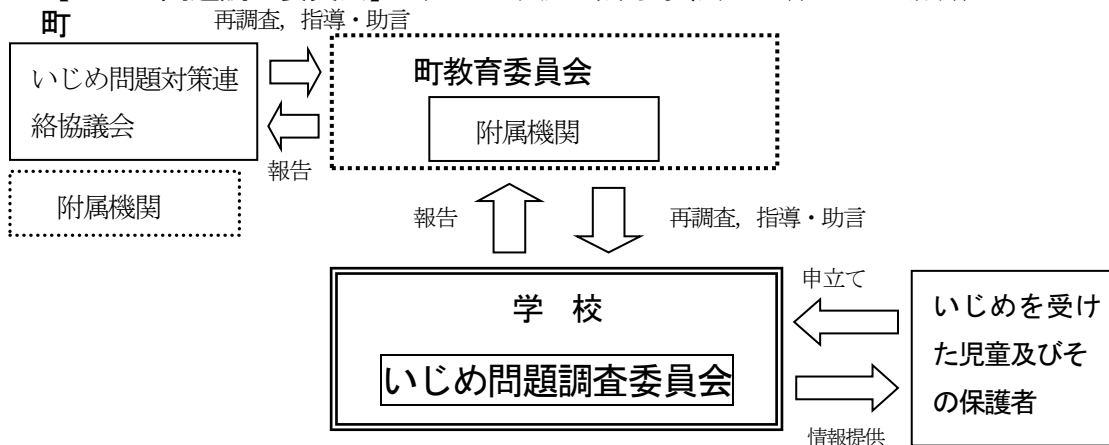 町
再調査，指導・助言
いじめ問題対策連
絡協議会
町教育委員会
附属機関
報告
附属機関
報告
再調査，指導・助言
学　校
いじめ問題調査委員会
申立て
情報提供
いじめを受け
た児童及びそ
の保護者